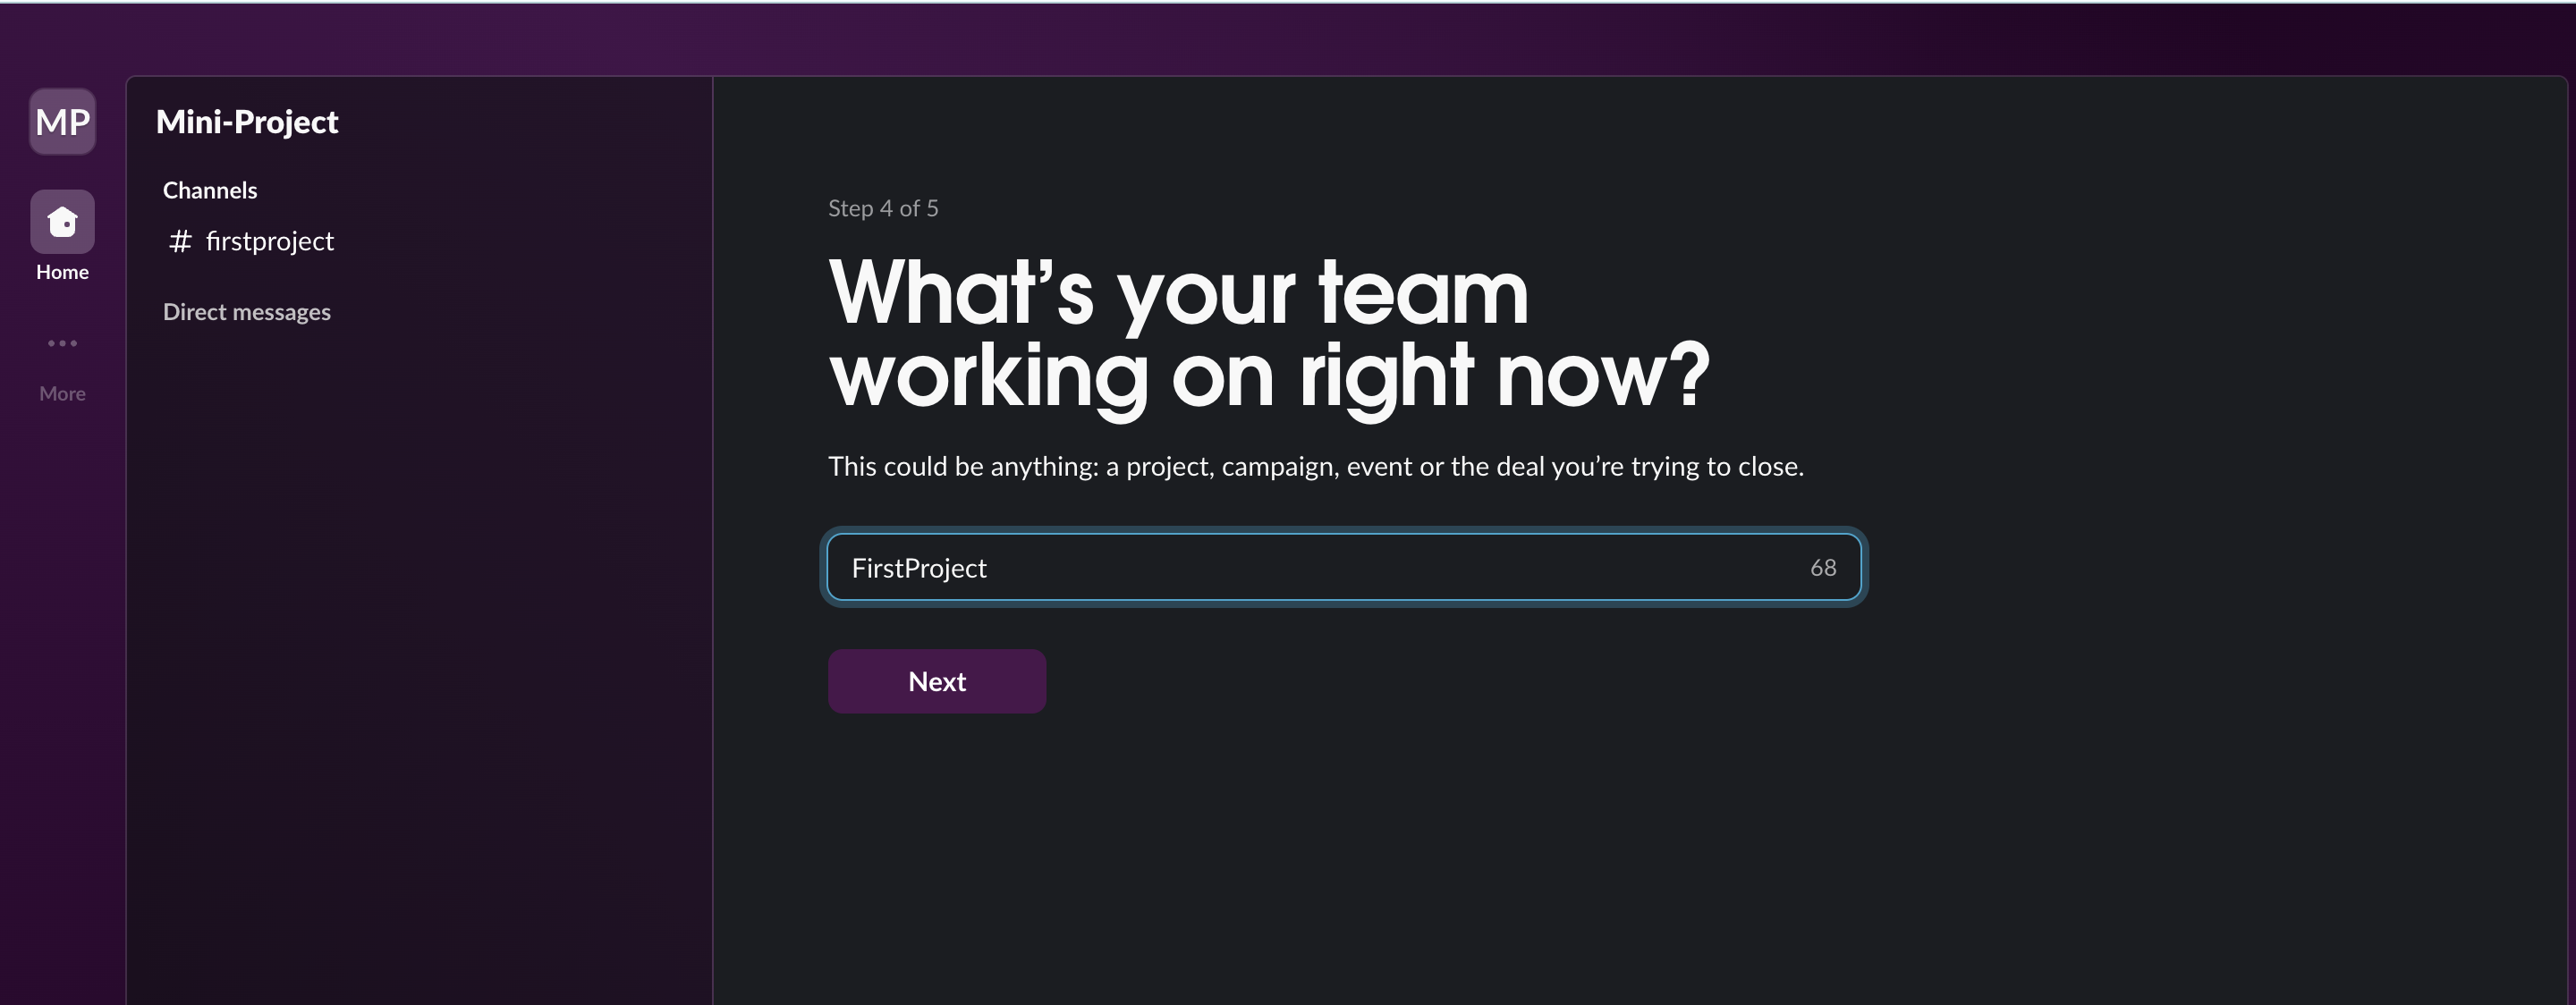 MP
Home
More
Mini-Project
Channels
# firstproject
Direct messages
Step 4 of 5
What’s your team
working on right now?
This could be anything: a project, campaign, event or the deal you’re trying to close.
FirstProject 68
Next